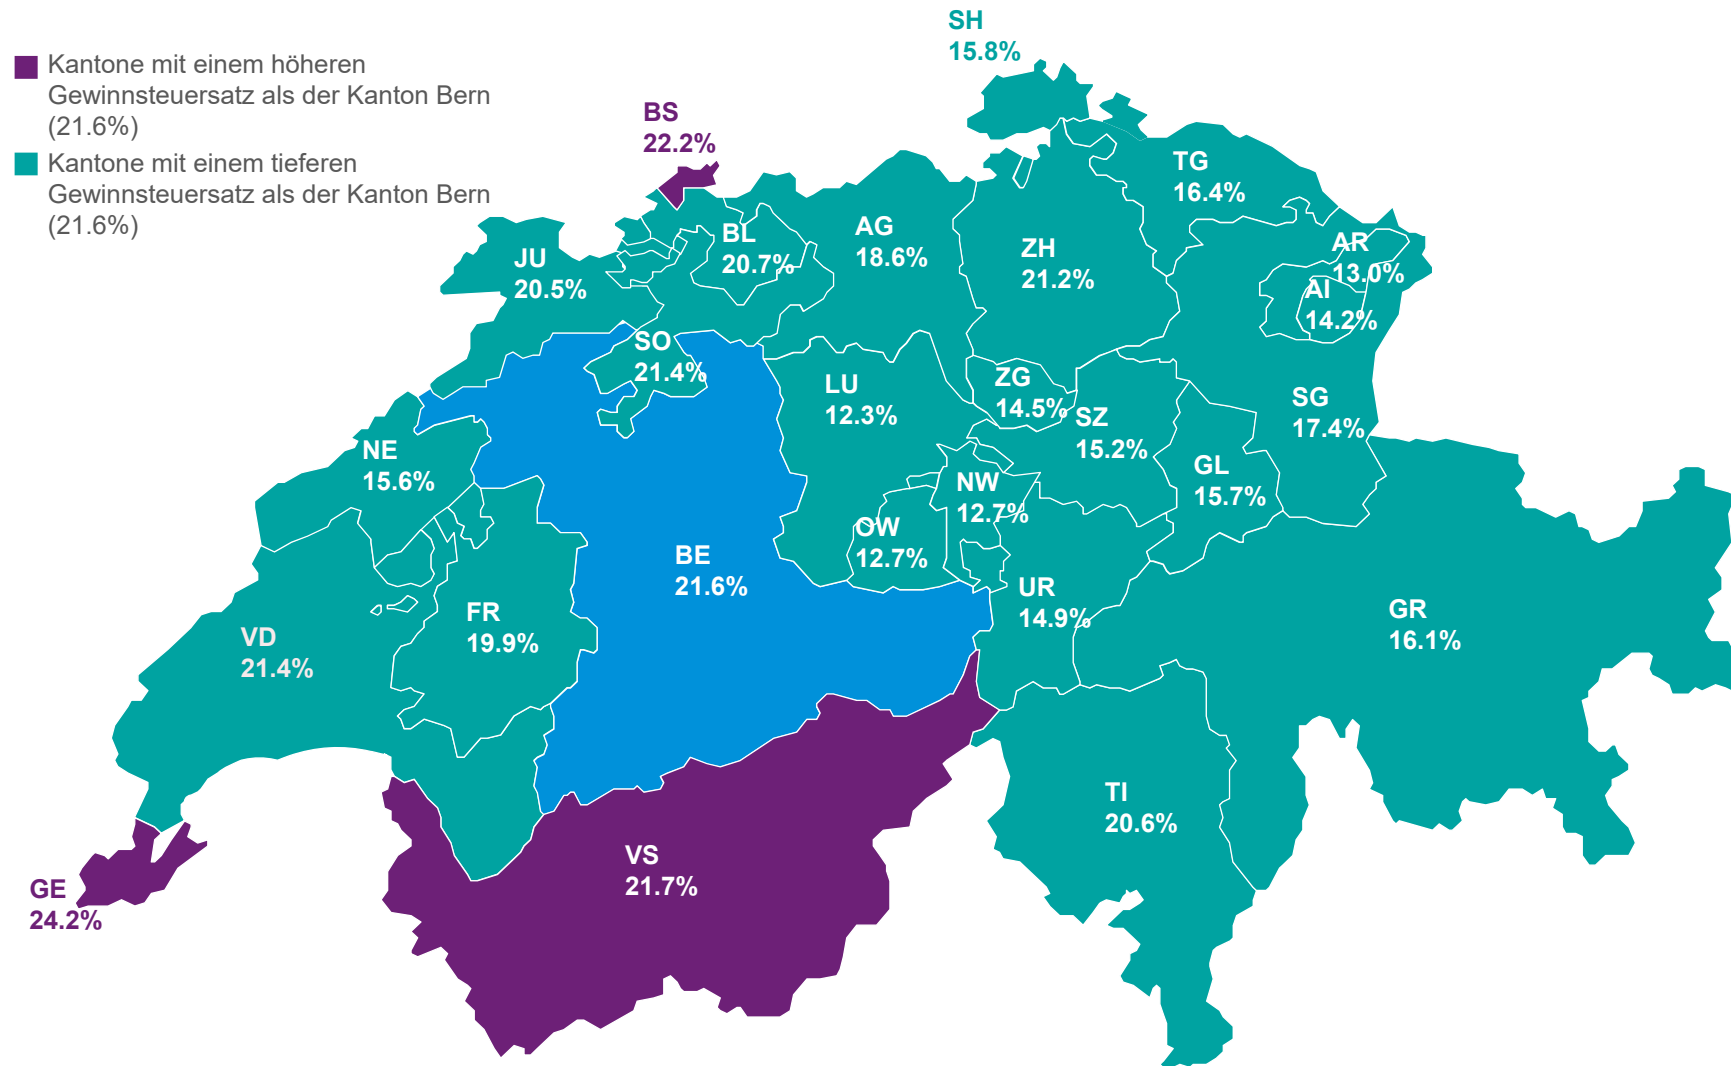 Kantone mit einem höheren
Gewinnsteuersatz als der Kanton Bern
(21.6%)
Kantone mit einem tieferen
Gewinnsteuersatz als der Kanton Bern
(21.6%)
SH
15.8%
BS
22.2%
TG
16.4%
JU
20.5%
BL
20.7%
AG
18.6%
ZH
21.2%
AR
13.0%
AI
14.2%
SO
21.4%
LU
12.3%
ZG
14.5%
SZ
15.2%
SG
17.4%
NE
15.6%
GL
15.7%
NW
12.7%
OW
12.7%
BE
21.6%
UR
14.9%
GR
16.1%
FR
19.9%
VD
21.4%
TI
20.6%
VS
21.7%
GE
24.2%